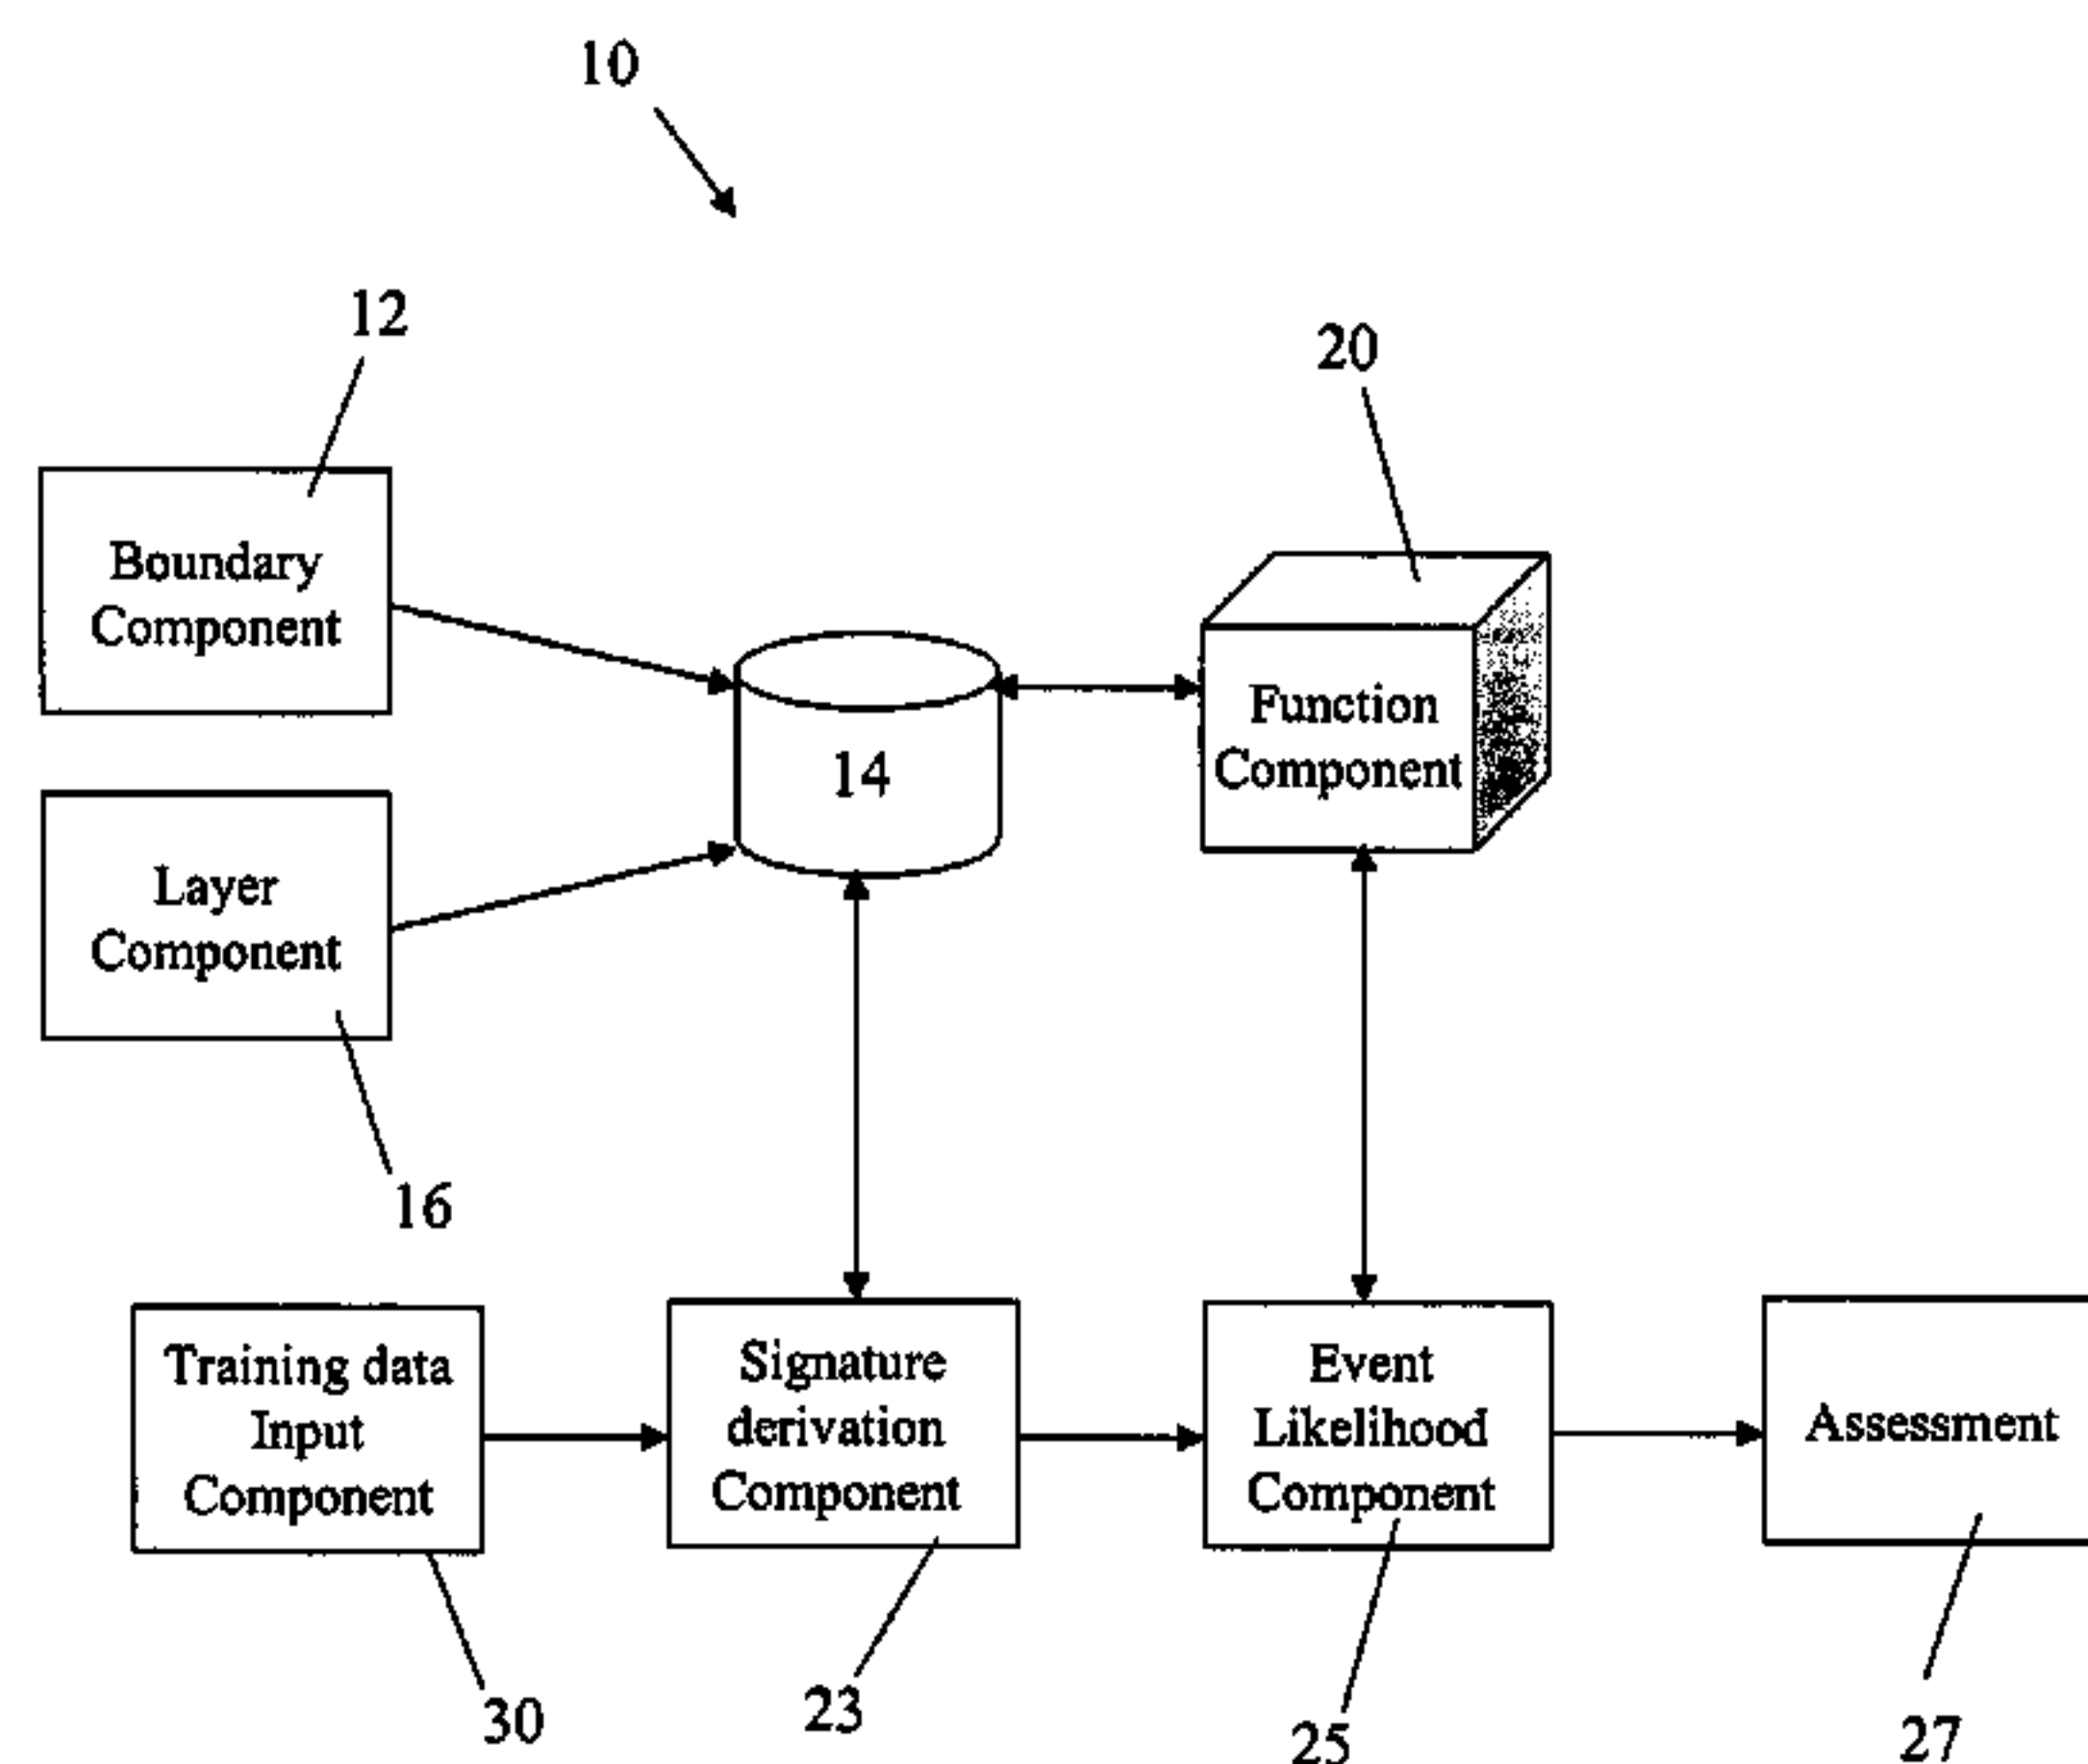 10
12
20
Boundary
Component
Function
Component
14
Layer
Component
16
Training data
Input
Component
Signature
derivation
Component
Event
Likelihood
Component
Assessment
30
23
25
27